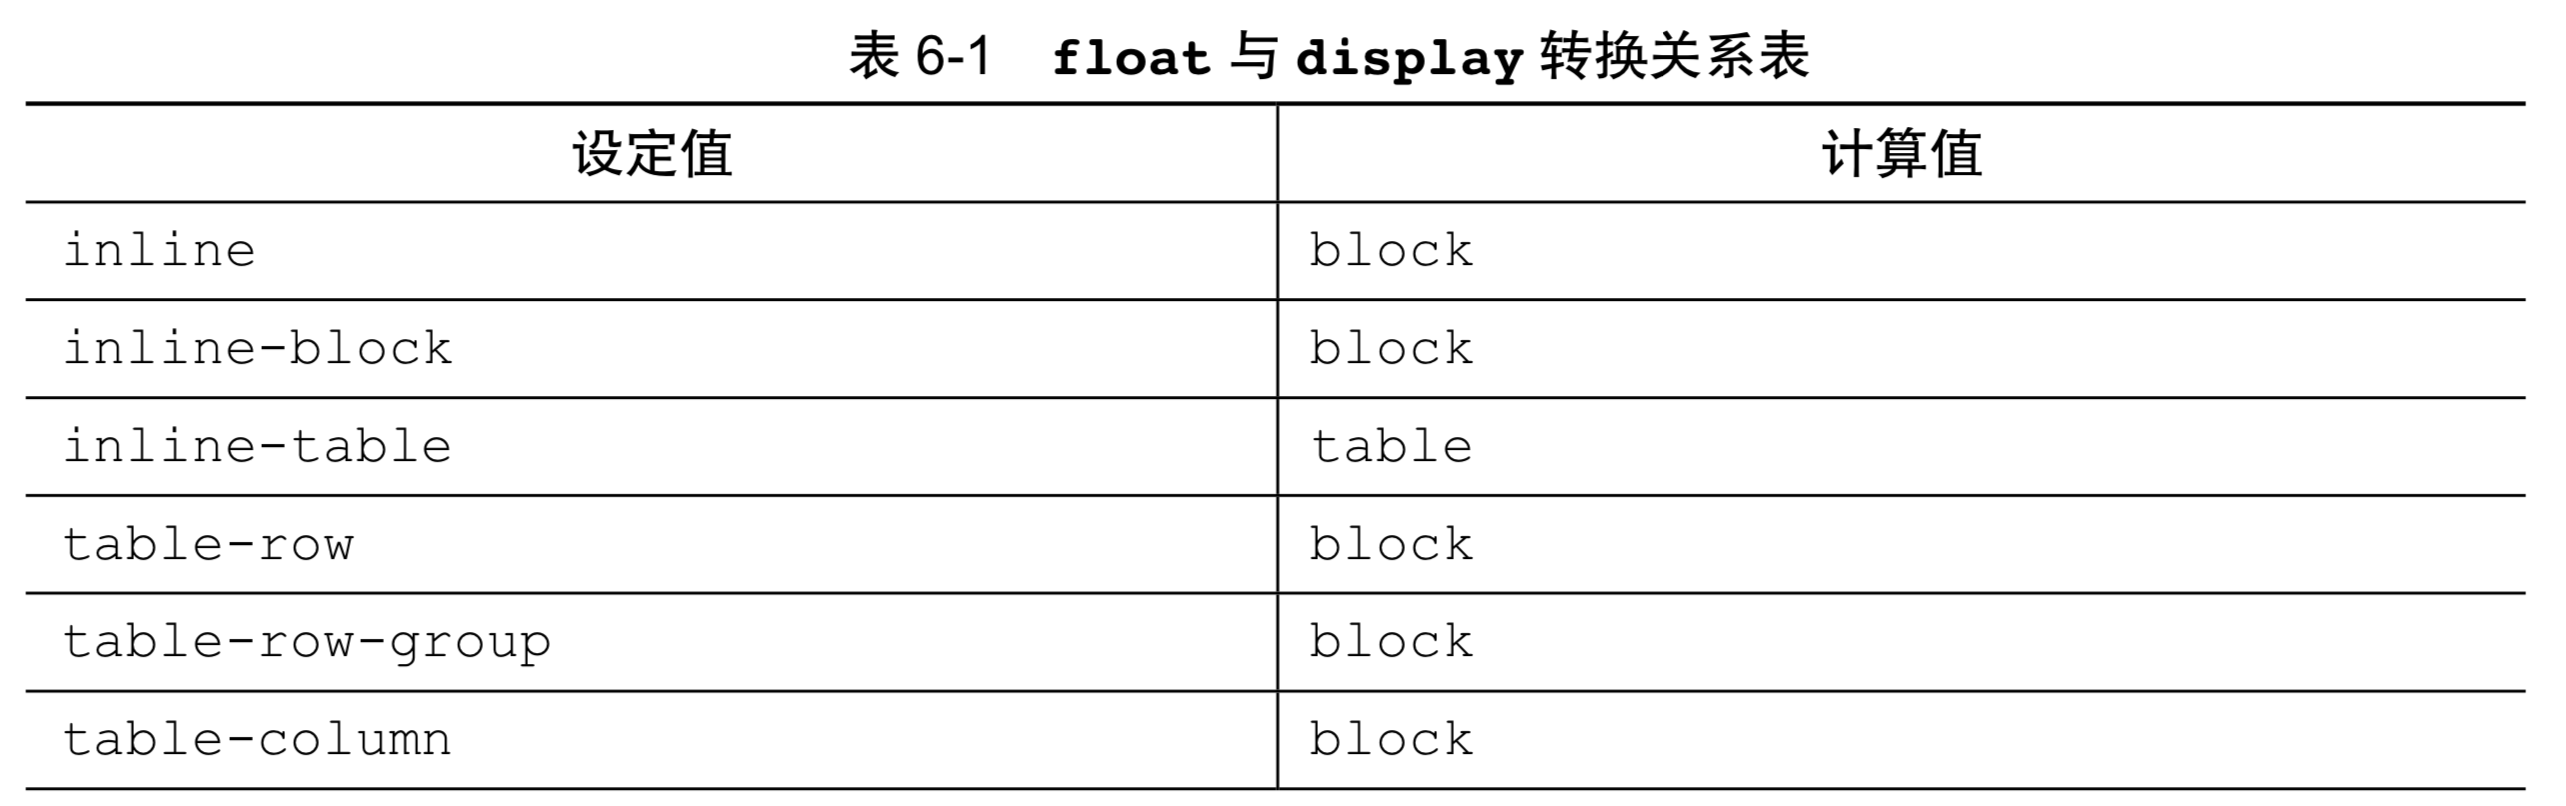 表 6-1 float 与 display 转换关系表
设定值 计算值
inline block
inline-block block
inline-table table
table-row block
table-row-group block
table-column block